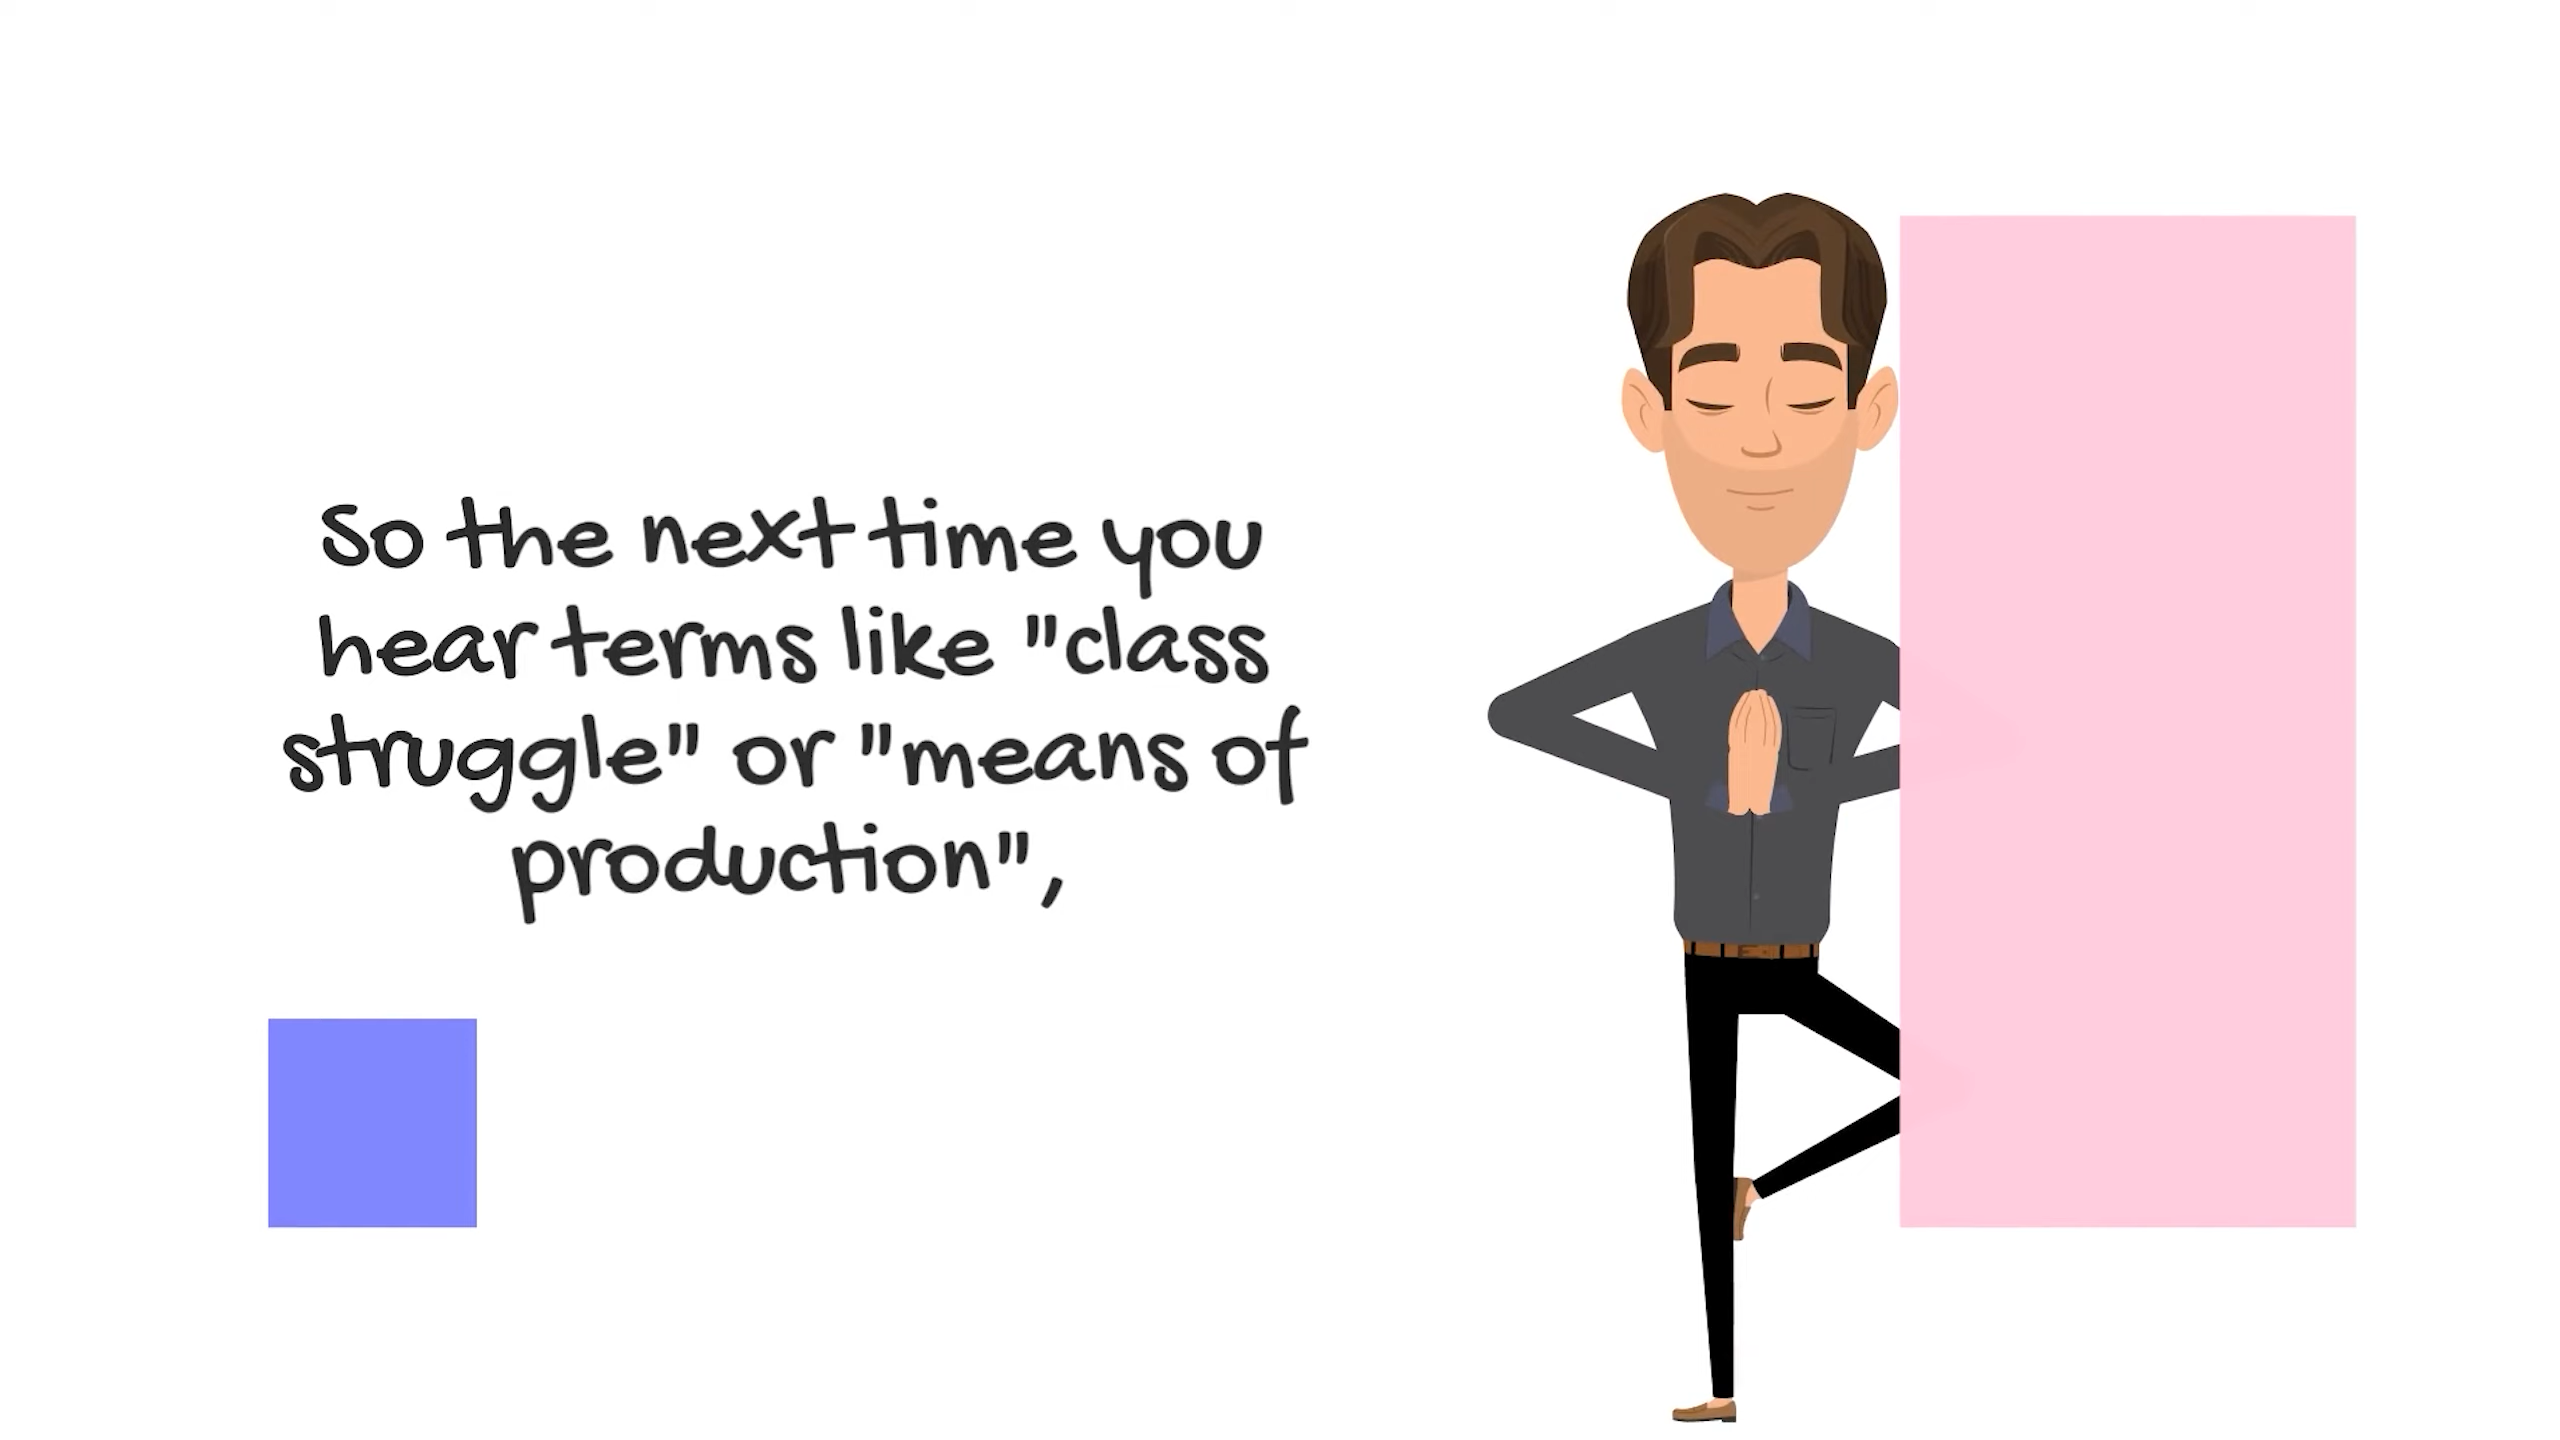 So the next time you
hear terms like "class
struggle" or "means of
production",